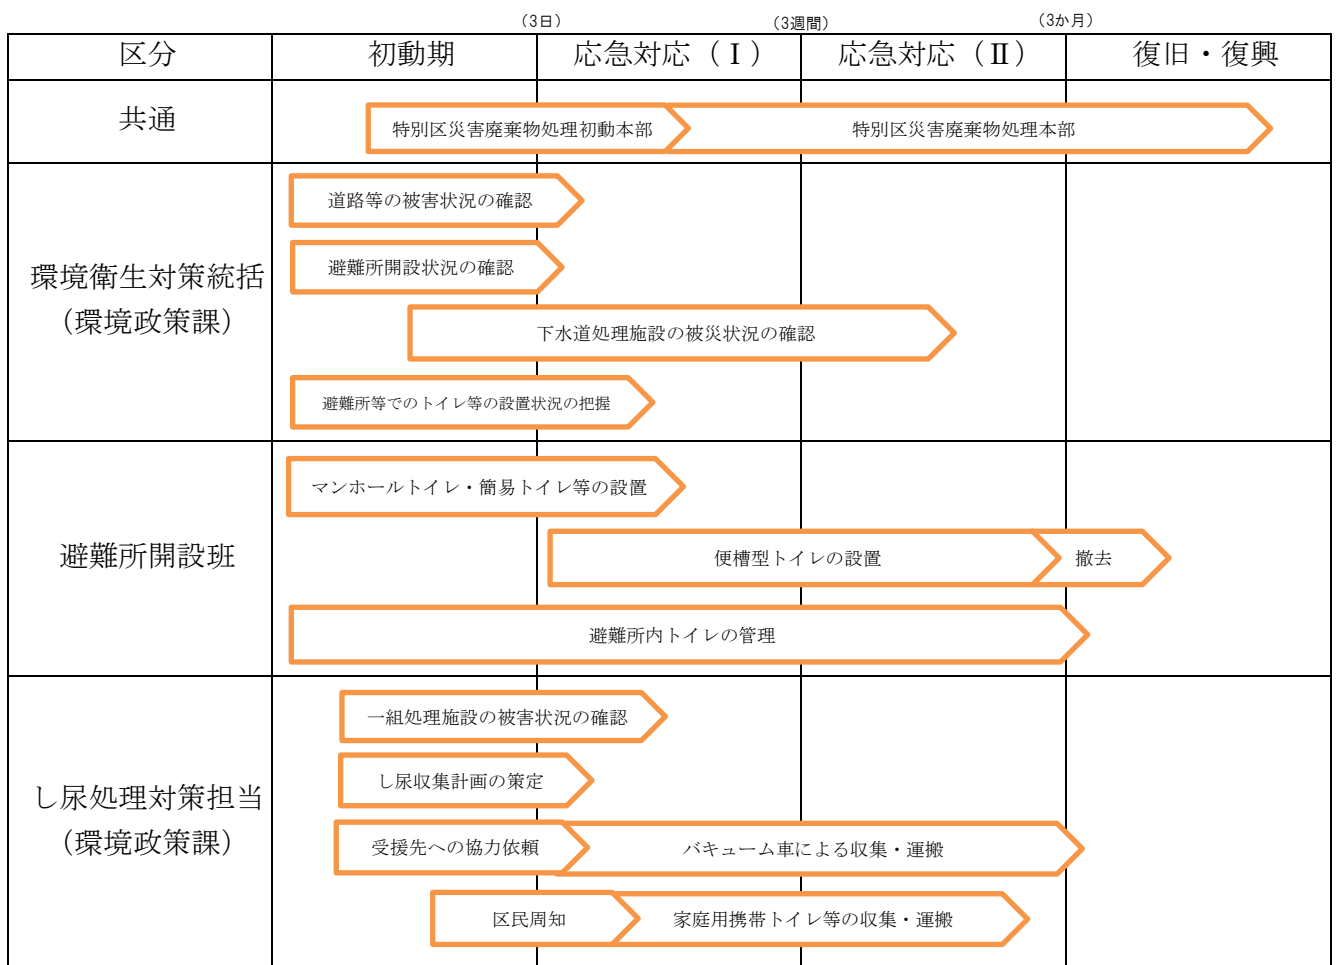 （3日）
（3週間）
（3か月）
区分
初動期
応急対応（Ⅰ）
応急対応（Ⅱ）
復旧・復興
共通
特別区災害廃棄物処理初動本部
特別区災害廃棄物処理本部
環境衛生対策統括
（環境政策課）
道路等の被害状況の確認
避難所開設状況の確認
下水道処理施設の被災状況の確認
避難所等でのトイレ等の設置状況の把握
避難所開設班
マンホールトイレ・簡易トイレ等の設置
便槽型トイレの設置
撤去
避難所内トイレの管理
し尿処理対策担当
（環境政策課）
一組処理施設の被害状況の確認
し尿収集計画の策定
受援先への協力依頼
バキューム車による収集・運搬
区民周知
家庭用携帯トイレ等の収集・運搬